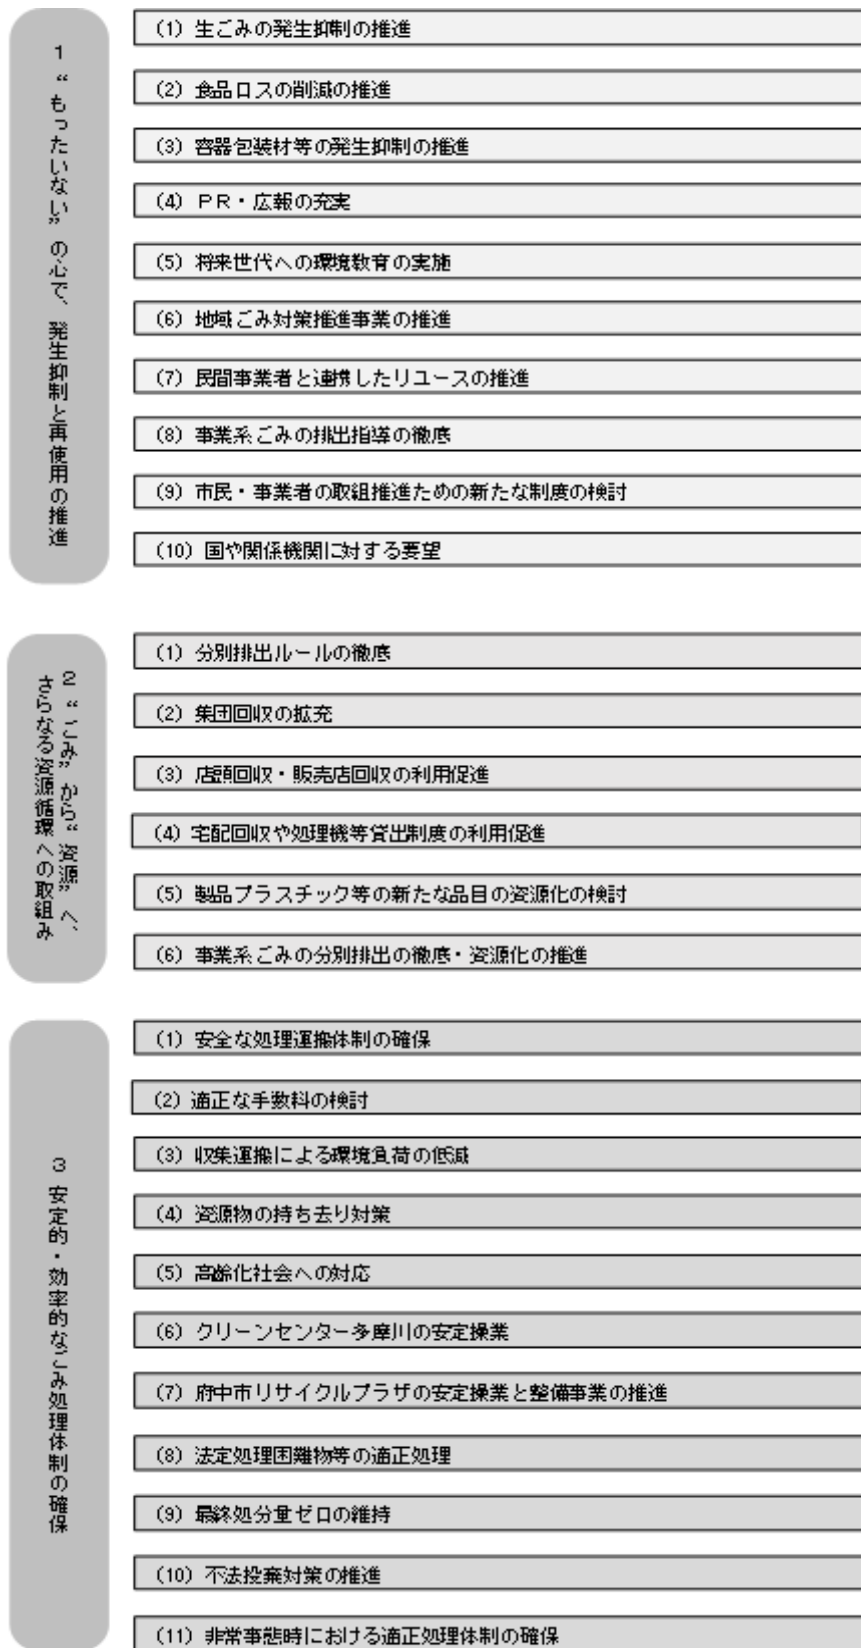 1 “もったいない”の心で、発生抑制と再使用の推進
(1) 生ごみの発生抑制の推進
(2) 食品ロスの削減の推進
(3) 容器包装材等の発生抑制の推進
(4) PR・広報の充実
(5) 将来世代への環境教育の実施
(6) 地域ごみ対策推進事業の推進
(7) 民間事業者と連携したリユースの推進
(8) 事業系ごみの排出指導の徹底
(9) 市民・事業者の取組推進ための新たな制度の検討
(10) 国や関係機関に対する要望
2 “ごみ”から“資源”へ、
さらなる資源循環への取組み
(1) 分別排出ルールの徹底
(2) 集団回収の拡充
(3) 店頭回収・販売店回収の利用促進
(4) 宅配回収や処理機等貸出制度の利用促進
(5) 製品プラスチック等の新たな品目の資源化の検討
(6) 事業系ごみの分別排出の徹底・資源化の推進
3 安定的・効率的なごみ処理体制の確保
(1) 安全な処理運搬体制の確保
(2) 適正な手数料の検討
(3) 収集運搬による環境負荷の低減
(4) 資源物の持ち去り対策
(5) 高齢化社会への対応
(6) クリーンセンター多摩川の安定操業
(7) 府中市リサイクルプラザの安定操業と整備事業の推進
(8) 法定処理困難物等の適正処理
(9) 最終処分量ゼロの維持
(10) 不法投棄対策の推進
(11) 非常事態時における適正処理体制の確保